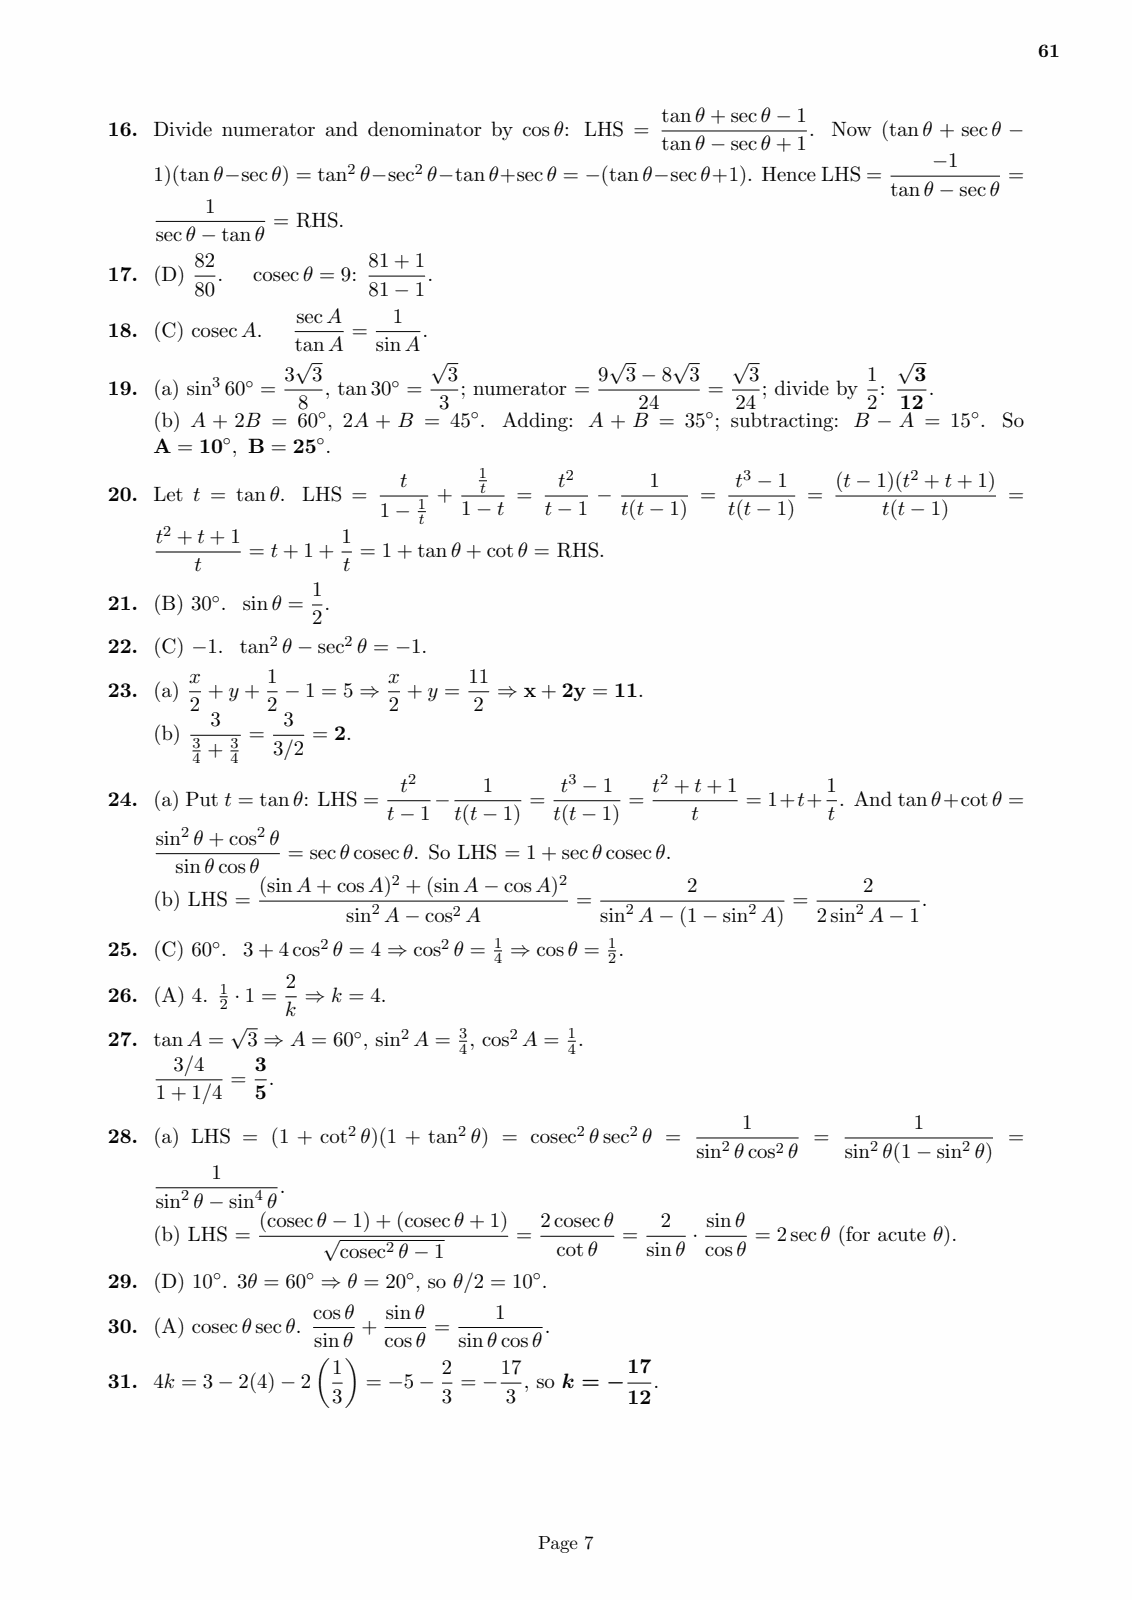 61
16. Divide numerator and denominator by cos θ: LHS = (tan θ + sec θ − 1)/(tan θ − sec θ + 1). Now (tan θ + sec θ −
1)(tan θ−sec θ) = tan² θ−sec² θ−tan θ+sec θ = −(tan θ−sec θ+1). Hence LHS = −1/(tan θ − sec θ) =
1/(sec θ − tan θ) = RHS.
17. (D) 82/80. cosec θ = 9: (81 + 1)/(81 − 1).
18. (C) cosec A. sec A/tan A = 1/sin A.
19. (a) sin³ 60° = 3√3/8, tan 30° = √3/3; numerator = (9√3 − 8√3)/24 = √3/24; divide by 1/2: √3/12.
(b) A + 2B = 60°, 2A + B = 45°. Adding: A + B = 35°; subtracting: B − A = 15°. So
A = 10°, B = 25°.
20. Let t = tan θ. LHS = t/(1 − 1/t) + (1/t)/(1 − t) = t²/(t − 1) − 1/(t(t − 1)) = (t³ − 1)/(t(t − 1)) = (t − 1)(t² + t + 1)/(t(t − 1)) =
(t² + t + 1)/t = t + 1 + 1/t = 1 + tan θ + cot θ = RHS.
21. (B) 30°. sin θ = 1/2.
22. (C) −1. tan² θ − sec² θ = −1.
23. (a) x/2 + y + 1/2 − 1 = 5 ⇒ x/2 + y = 11/2 ⇒ x + 2y = 11.
(b) 3/(3/4 + 3/4) = 3/(3/2) = 2.
24. (a) Put t = tan θ: LHS = t²/(t − 1) − 1/(t(t − 1)) = (t³ − 1)/(t(t − 1)) = (t² + t + 1)/t = 1+t+1/t. And tan θ+cot θ =
(sin² θ + cos² θ)/(sin θ cos θ) = sec θ cosec θ. So LHS = 1 + sec θ cosec θ.
(b) LHS = ((sin A + cos A)² + (sin A − cos A)²)/(sin² A − cos² A) = 2/(sin² A − (1 − sin² A)) = 2/(2 sin² A − 1).
25. (C) 60°. 3 + 4 cos² θ = 4 ⇒ cos² θ = 1/4 ⇒ cos θ = 1/2.
26. (A) 4. 1/2 · 1 = 2/k ⇒ k = 4.
27. tan A = √3 ⇒ A = 60°, sin² A = 3/4, cos² A = 1/4.
(3/4)/(1 + 1/4) = 3/5.
28. (a) LHS = (1 + cot² θ)(1 + tan² θ) = cosec² θ sec² θ = 1/(sin² θ cos² θ) = 1/(sin² θ(1 − sin² θ)) =
1/(sin² θ − sin⁴ θ).
(b) LHS = ((cosec θ − 1) + (cosec θ + 1))/√(cosec² θ − 1) = 2 cosec θ/cot θ = 2/sin θ · sin θ/cos θ = 2 sec θ (for acute θ).
29. (D) 10°. 3θ = 60° ⇒ θ = 20°, so θ/2 = 10°.
30. (A) cosec θ sec θ. cos θ/sin θ + sin θ/cos θ = 1/(sin θ cos θ).
31. 4k = 3 − 2(4) − 2(1/3) = −5 − 2/3 = −17/3, so k = −17/12.
Page 7